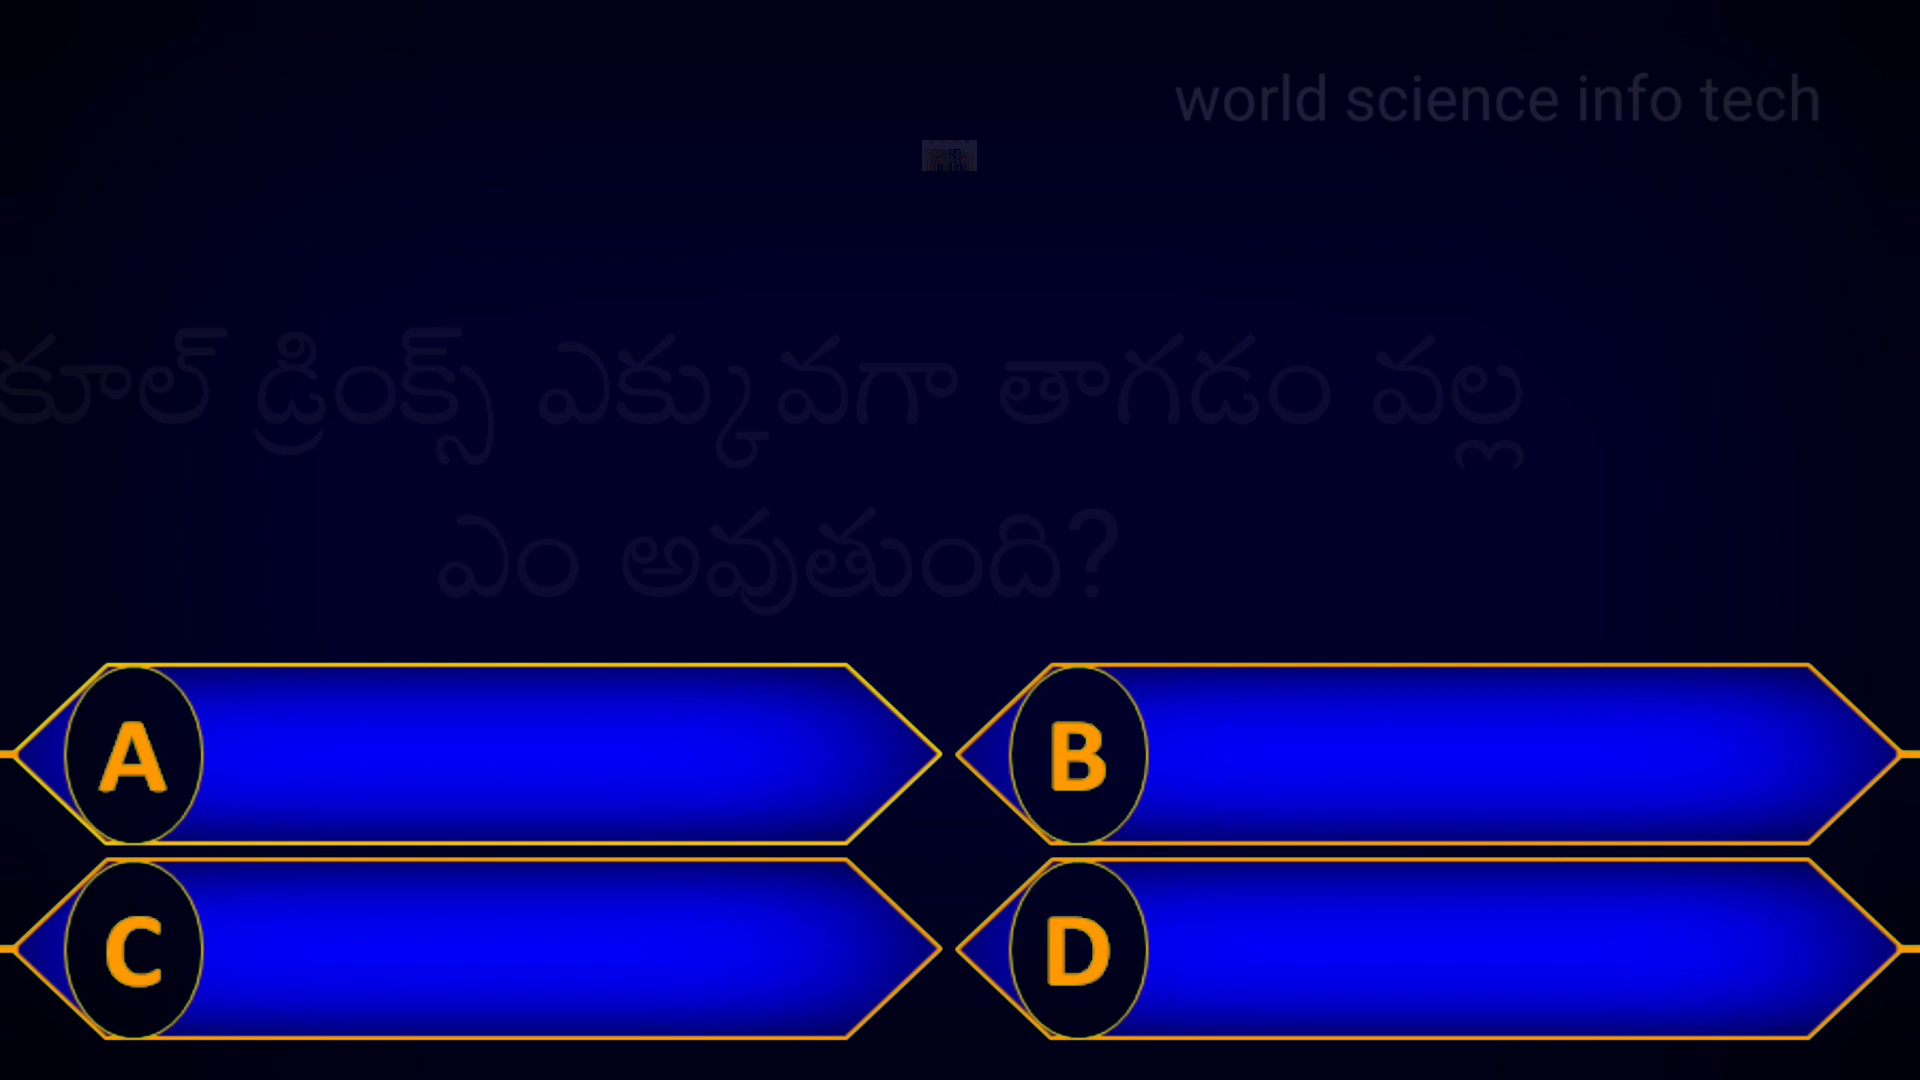 world science info tech
కూల్ డ్రింక్స్ ఎక్కువగా తాగడం వల్ల
ఎం అవుతుంది?
A
B
C
D